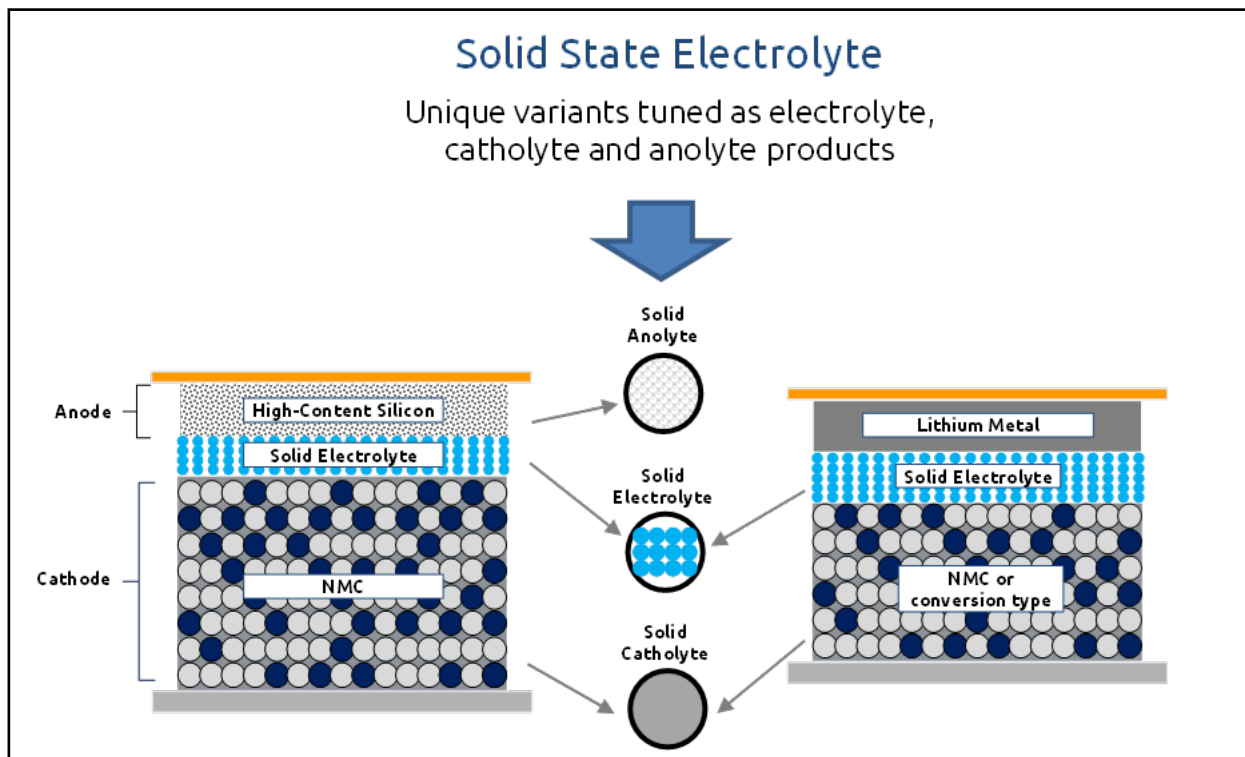 Solid State Electrolyte
Unique variants tuned as electrolyte,
catholyte and anolyte products
Solid
Anolyte
Anode
High-Content Silicon
Solid Electrolyte
Lithium Metal
Solid Electrolyte
Solid
Electrolyte
Cathode
NMC
NMC or
conversion type
Solid
Catholyte